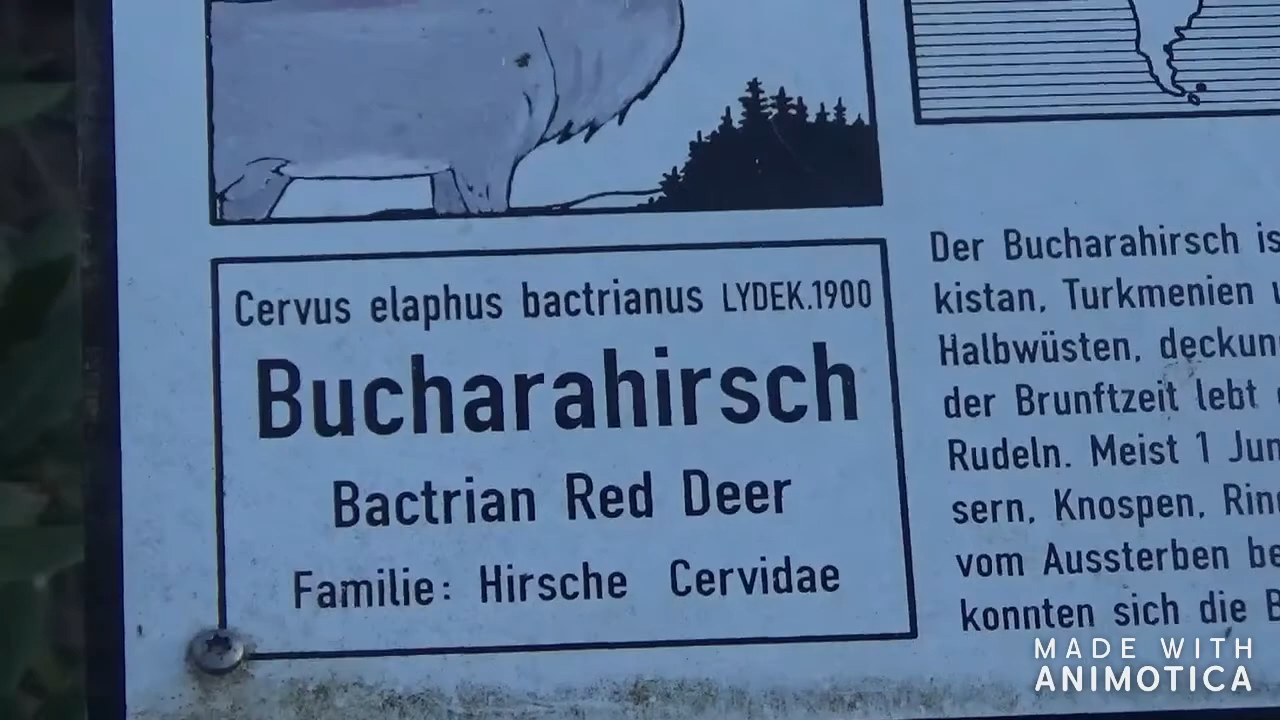 Cervus elaphus bactrianus LYDEK.1900
Bucharahirsch
Bactrian Red Deer
Familie: Hirsche Cervidae
Der Bucharahirsch
kistan, Turkmenien
Halbwüsten, deckun
der Brunftzeit lebt
Rudeln. Meist 1 Jun
sern, Knospen, Rin
vom Aussterben be
konnten sich die B
MADE WITH
ANIMOTICA